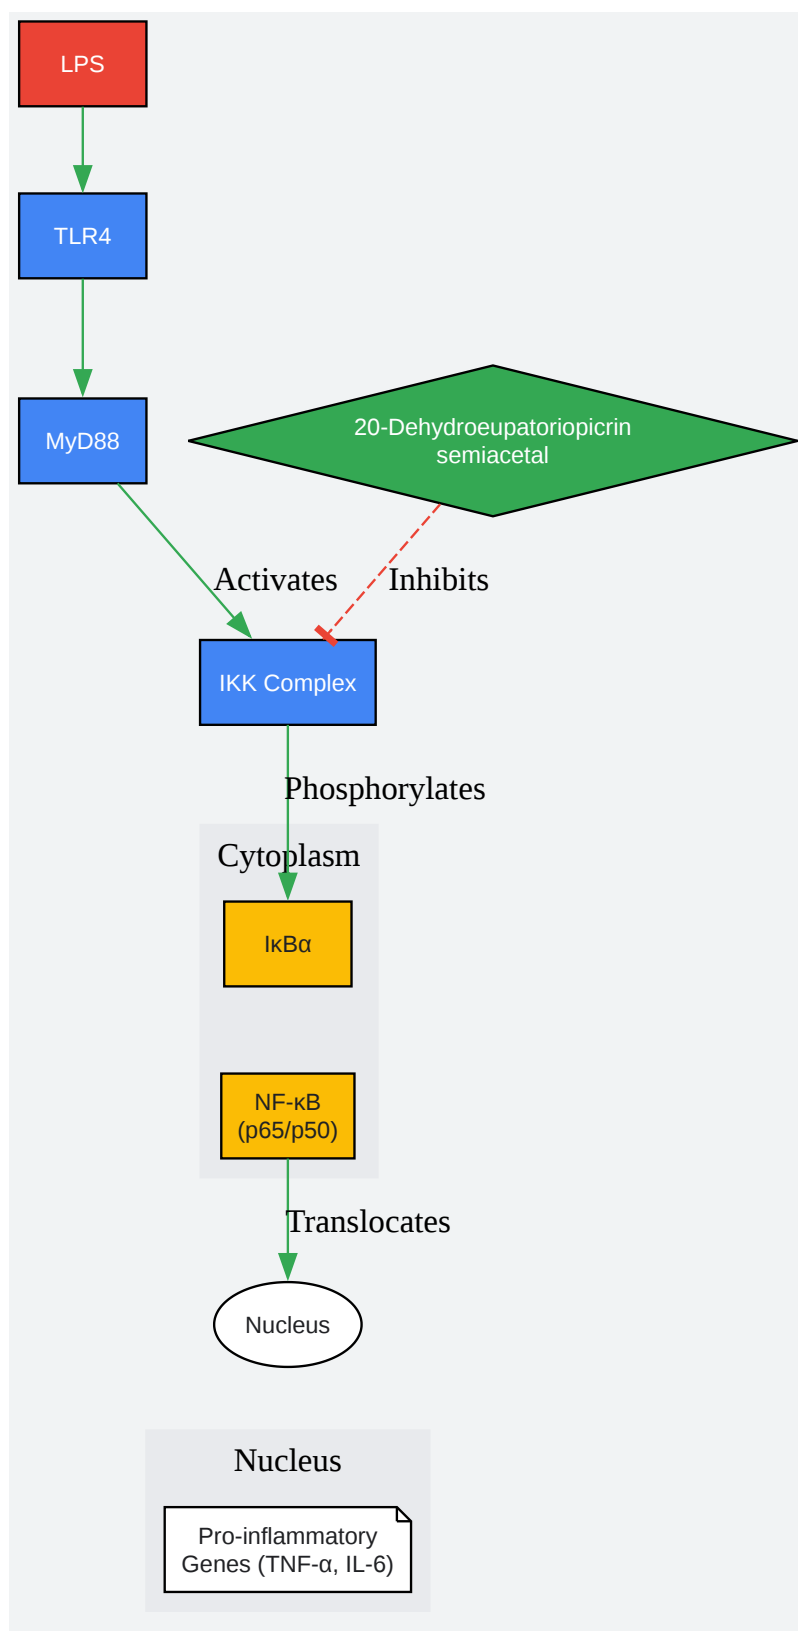 LPS
TLR4
MyD88
20-Dehydroeupatoriopicrin
semiacetal
Activates
Inhibits
IKK Complex
Phosphorylates
Cytoplasm
IκBα
NF-κB
(p65/p50)
Translocates
Nucleus
Nucleus
Pro-inflammatory
Genes (TNF-α, IL-6)